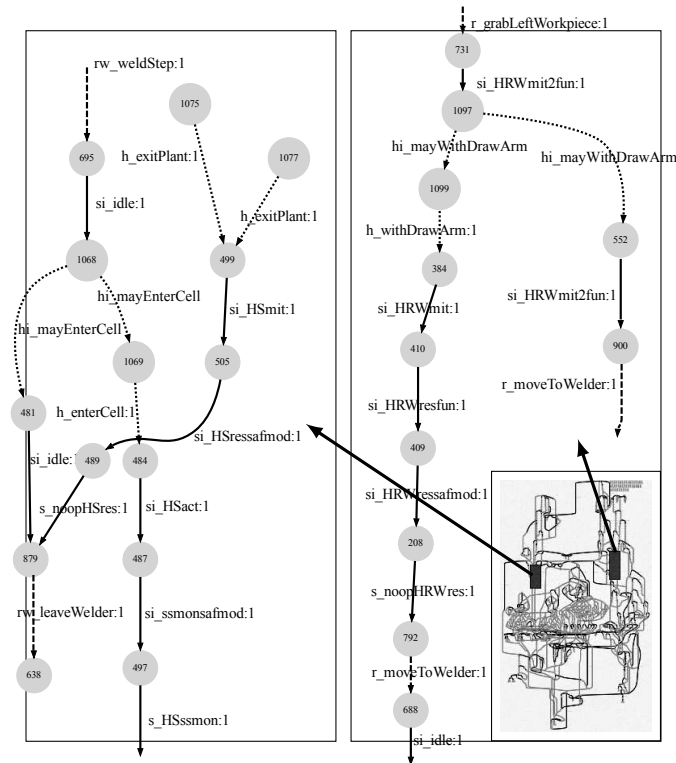 rw_weldStep:1
1075
h_exitPlant:1
1077
695
h_exitPlant:1
si_idle:1
1068
499
hi_mayEnterCell
si_HSmit:1
hi_mayEnterCell
1069
505
481
h_enterCell:1
si_HSressafmod:1
si_idle:1
489
484
s_noopHSres:1
si_HSact:1
879
487
rw_leaveWelder:1
si_ssmonsafmod:1
638
497
s_HSssmon:1
r_grabLeftWorkpiece:1
731
si_HRWmit2fun:1
1097
hi_mayWithDrawArm
hi_mayWithDrawArm
1099
h_withDrawArm:1
552
384
si_HRWmit2fun:1
si_HRWmit:1
410
900
r_moveToWelder:1
si_HRWresfun:1
409
si_HRWressafmod:1
208
s_noopHRWres:1
792
r_moveToWelder:1
688
si_idle:1